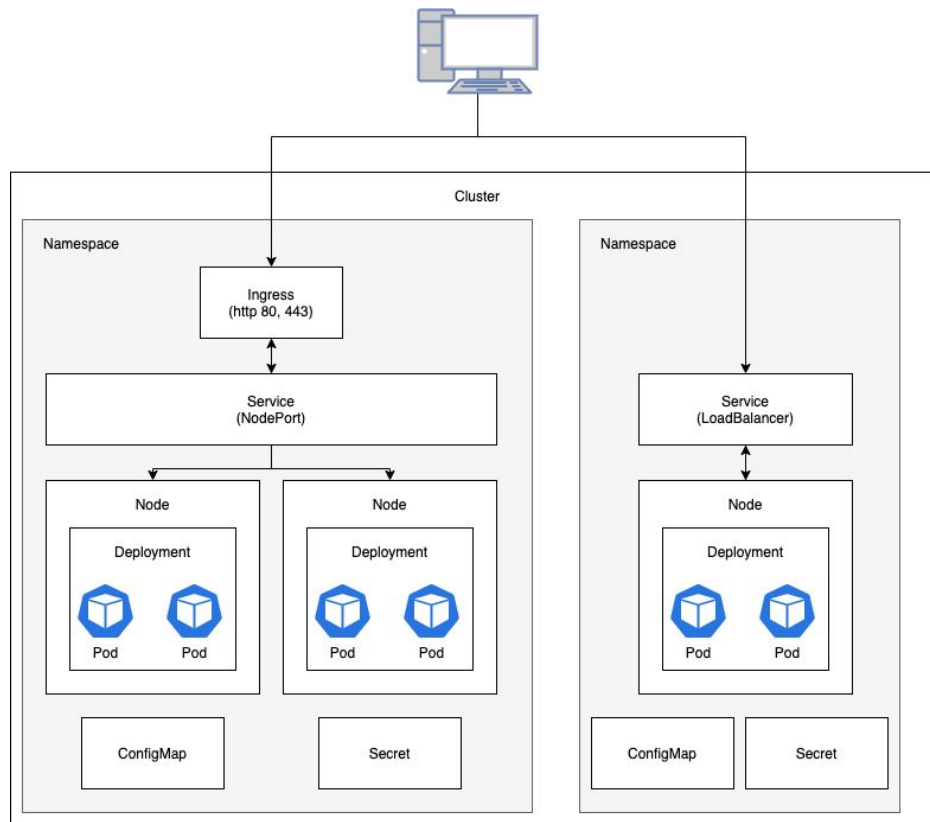 Cluster
Namespace
Namespace
Ingress
(http 80, 443)
Service
(NodePort)
Service
(LoadBalancer)
Node
Node
Node
Deployment
Deployment
Deployment
Pod
Pod
Pod
Pod
Pod
Pod
ConfigMap
Secret
ConfigMap
Secret